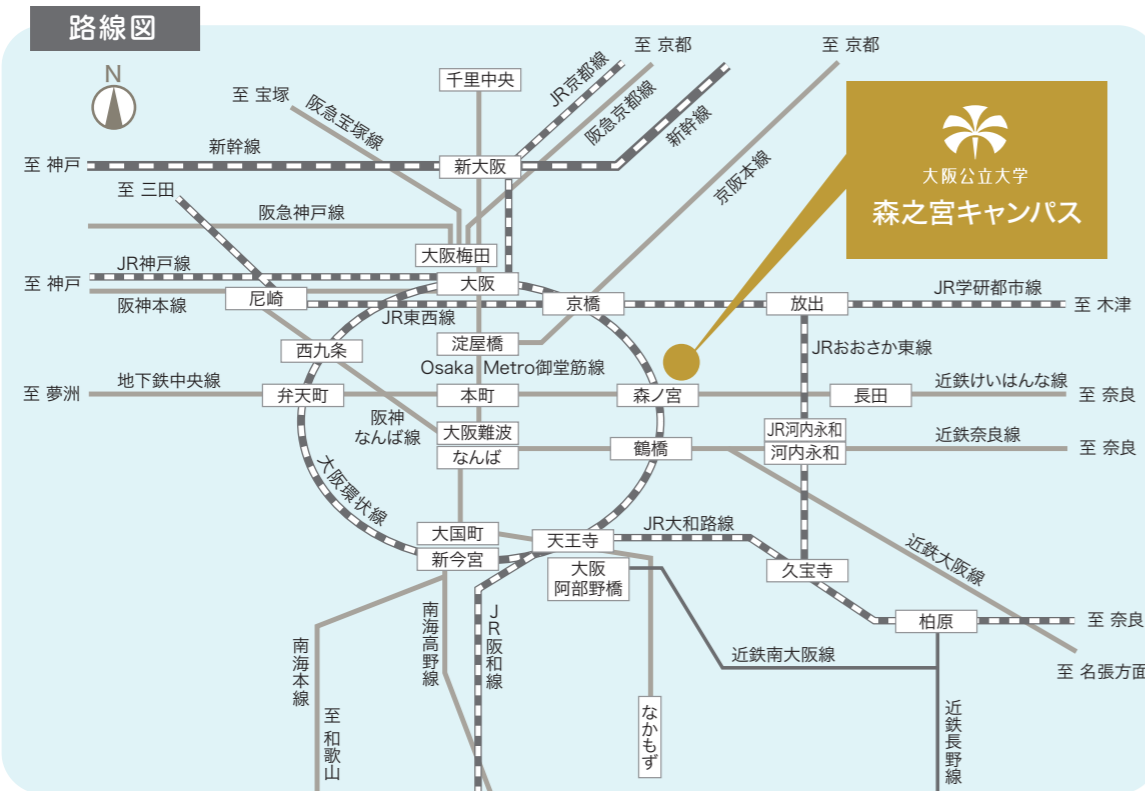 路線図
N
至 京都
至 京都
千里中央
JR京都線
至 宝塚
阪急宝塚線
阪急京都線
新幹線
新幹線
至 神戸
新大阪
京阪本線
大阪公立大学
森之宮キャンパス
至 三田
阪急神戸線
大阪梅田
JR神戸線
至 神戸
大阪
阪神本線
尼崎
京橋
放出
JR学研都市線
至 木津
JR東西線
淀屋橋
JRおおさか東線
西九条
Osaka Metro御堂筋線
地下鉄中央線
近鉄けいはんな線
至 夢洲
弁天町
本町
森ノ宮
長田
至 奈良
阪神
なんば線
大阪難波
JR河内永和
近鉄奈良線
なんば
鶴橋
河内永和
至 奈良
大阪環状線
大国町
天王寺
JR大和路線
新今宮
大阪
阿部野橋
久宝寺
近鉄大阪線
柏原
至 奈良
南海本線
南海高野線
JR阪和線
近鉄南大阪線
至 名張方面
至 和歌山
なかもず
近鉄長野線